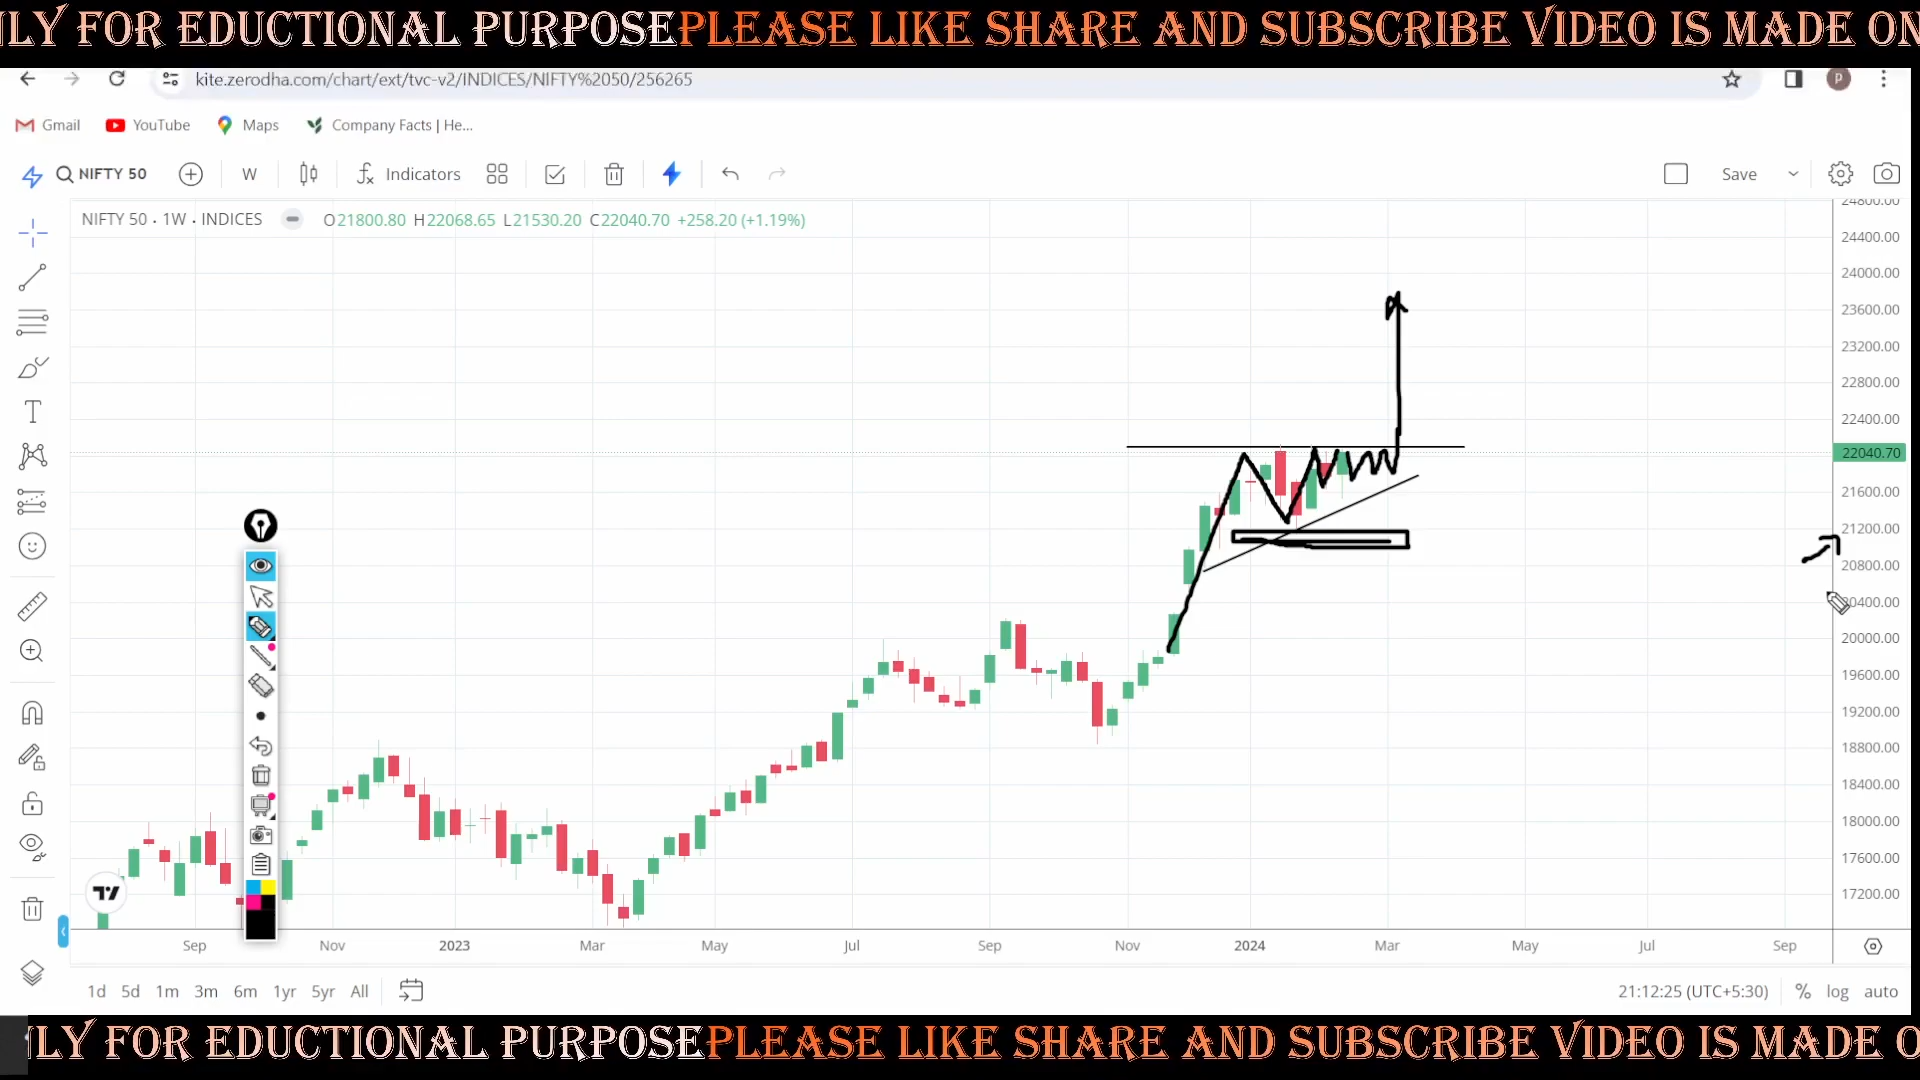 NLY FOR EDUCTIONAL PURPOSEPLEASE LIKE SHARE AND SUBSCRIBE VIDEO IS MADE ON
kite.zerodha.com/chart/ext/tvc-v2/INDICES/NIFTY%2050/256265
P
Gmail YouTube Maps Company Facts | He...
NIFTY 50 W Indicators Save
NIFTY 50 · 1W · INDICES O21800.80 H22068.65 L21530.20 C22040.70 +258.20 (+1.19%)
24800.00
24400.00
24000.00
23600.00
23200.00
22800.00
22400.00
22040.70
21600.00
21200.00
20800.00
20400.00
20000.00
19600.00
19200.00
18800.00
18400.00
18000.00
17600.00
17200.00
Sep Nov 2023 Mar May Jul Sep Nov 2024 Mar May Jul Sep
1d 5d 1m 3m 6m 1yr 5yr All 21:12:25 (UTC+5:30) % log auto
NLY FOR EDUCTIONAL PURPOSEPLEASE LIKE SHARE AND SUBSCRIBE VIDEO IS MADE O